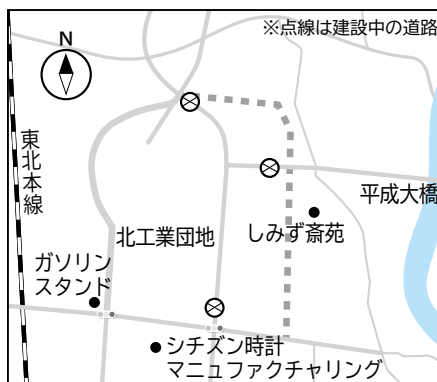 ※点線は建設中の道路
N
東北本線
平成大橋
しみず斎苑
北工業団地
ガソリン
スタンド
シチズン時計
マニュファクチャリング